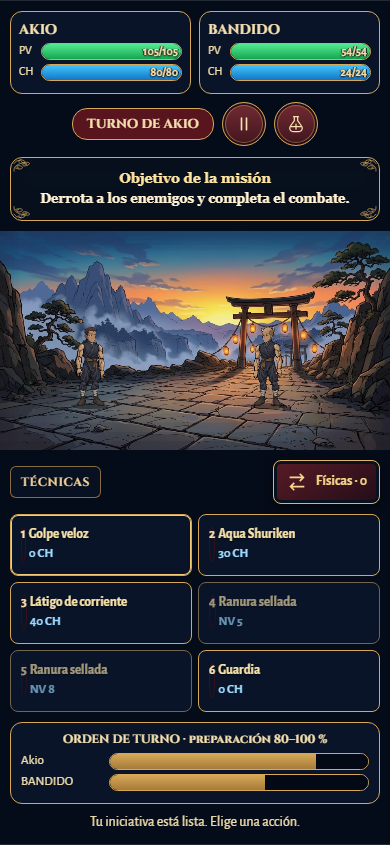 AKIO
PV 105/105
CH 80/80
BANDIDO
PV 54/54
CH 24/24
TURNO DE AKIO
Objetivo de la misión
Derrota a los enemigos y completa el combate.
TÉCNICAS
Físicas · 0
1 Golpe veloz
0 CH
2 Aqua Shuriken
30 CH
3 Látigo de corriente
40 CH
4 Ranura sellada
NV 5
5 Ranura sellada
NV 8
6 Guardia
0 CH
ORDEN DE TURNO · PREPARACIÓN 80–100 %
Akio
BANDIDO
Tu iniciativa está lista. Elige una acción.